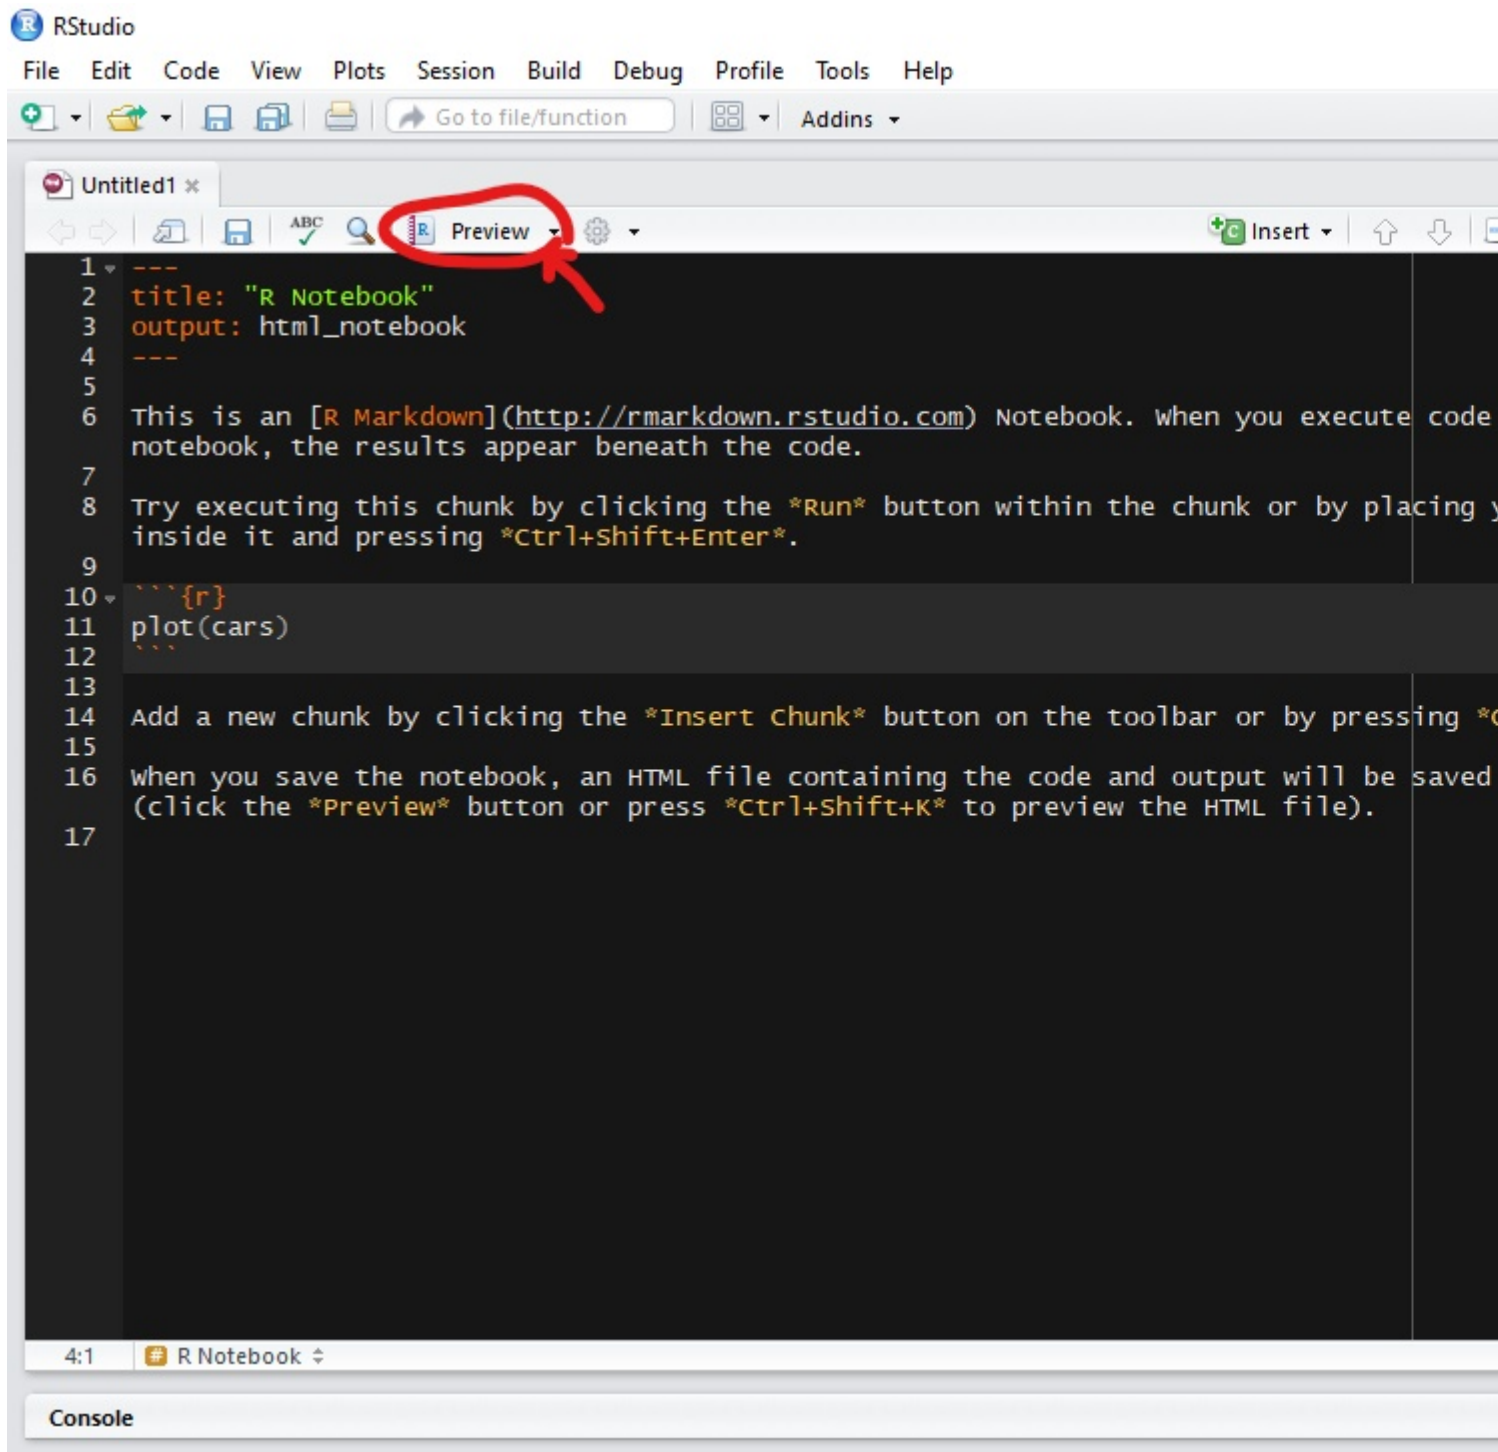 RStudio
File Edit Code View Plots Session Build Debug Profile Tools Help
Go to file/function Addins
Untitled1
ABC Preview Insert
1 ---
2 title: "R Notebook"
3 output: html_notebook
4 ---
5
6 This is an [R Markdown](http://rmarkdown.rstudio.com) Notebook. When you execute code
notebook, the results appear beneath the code.
7
8 Try executing this chunk by clicking the *Run* button within the chunk or by placing
inside it and pressing *Ctrl+Shift+Enter*.
9
10 ```{r}
11 plot(cars)
12 ```
13
14 Add a new chunk by clicking the *Insert Chunk* button on the toolbar or by pressing
15
16 When you save the notebook, an HTML file containing the code and output will be saved
(click the *Preview* button or press *Ctrl+Shift+K* to preview the HTML file).
17
4:1 R Notebook
Console